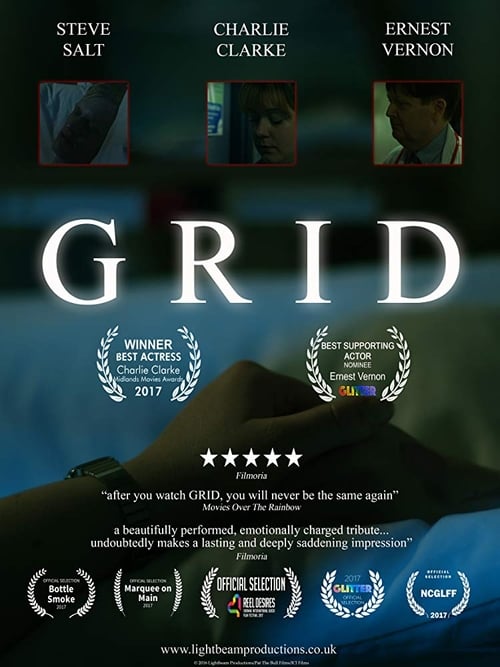 STEVE SALT
CHARLIE CLARKE
ERNEST VERNON
GRID
WINNER
BEST ACTRESS
Charlie Clarke
Midlands Movies Awards
2017
BEST SUPPORTING
ACTOR
NOMINEE
Ernest Vernon
GLITTER
Filmoria
“after you watch GRID, you will never be the same again”
Movies Over The Rainbow
a beautifully performed, emotionally charged tribute...
undoubtedly makes a lasting and deeply saddening impression”
Filmoria
OFFICIAL SELECTION
Bottle
Smoke
2017
OFFICIAL SELECTION
Marquee on
Main
2017
OFFICIAL SELECTION
REEL DESIRES
2017
GLITTER
OFFICIAL
SELECTION
OFFICIAL
SELECTION
NCGLFF
2017
www.lightbeamproductions.co.uk